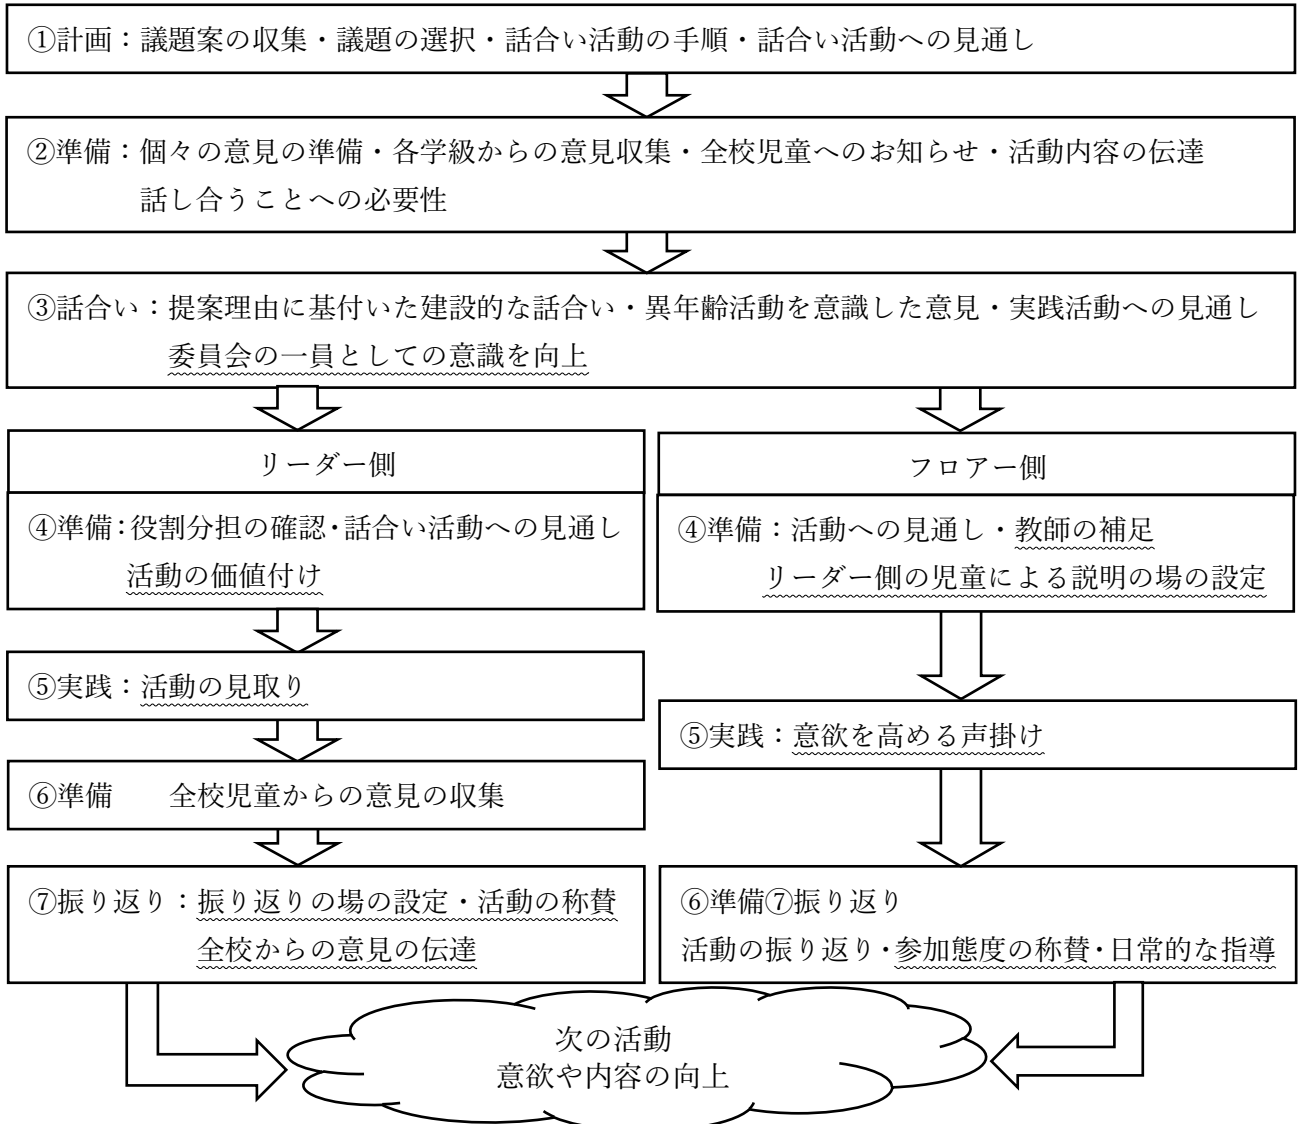 ①計画：議題案の収集・議題の選択・話合い活動の手順・話合い活動への見通し
②準備：個々の意見の準備・各学級からの意見収集・全校児童へのお知らせ・活動内容の伝達
話し合うことへの必要性
③話合い：提案理由に基付いた建設的な話合い・異年齢活動を意識した意見・実践活動への見通し
委員会の一員としての意識を向上
リーダー側
④準備：役割分担の確認・話合い活動への見通し
活動の価値付け
⑤実践：活動の見取り
⑥準備　　全校児童からの意見の収集
⑦振り返り：振り返りの場の設定・活動の称賛
全校からの意見の伝達
フロアー側
④準備：活動への見通し・教師の補足
リーダー側の児童による説明の場の設定
⑤実践：意欲を高める声掛け
⑥準備⑦振り返り
活動の振り返り・参加態度の称賛・日常的な指導
次の活動
意欲や内容の向上